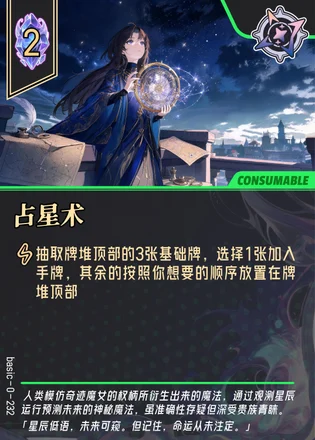 2
CONSUMABLE
占星术
抽取牌堆顶部的3张基础牌，选择1张加入
手牌，其余的按照你想要的顺序放置在牌
堆顶部
basic-0-232
人类模仿奇迹魔女的权柄所衍生出来的魔法，通过观测星辰
运行预测未来的神秘魔法，虽准确性存疑但深受贵族青睐。
「星辰低语，未来可窥。但记住，命运从未注定。」